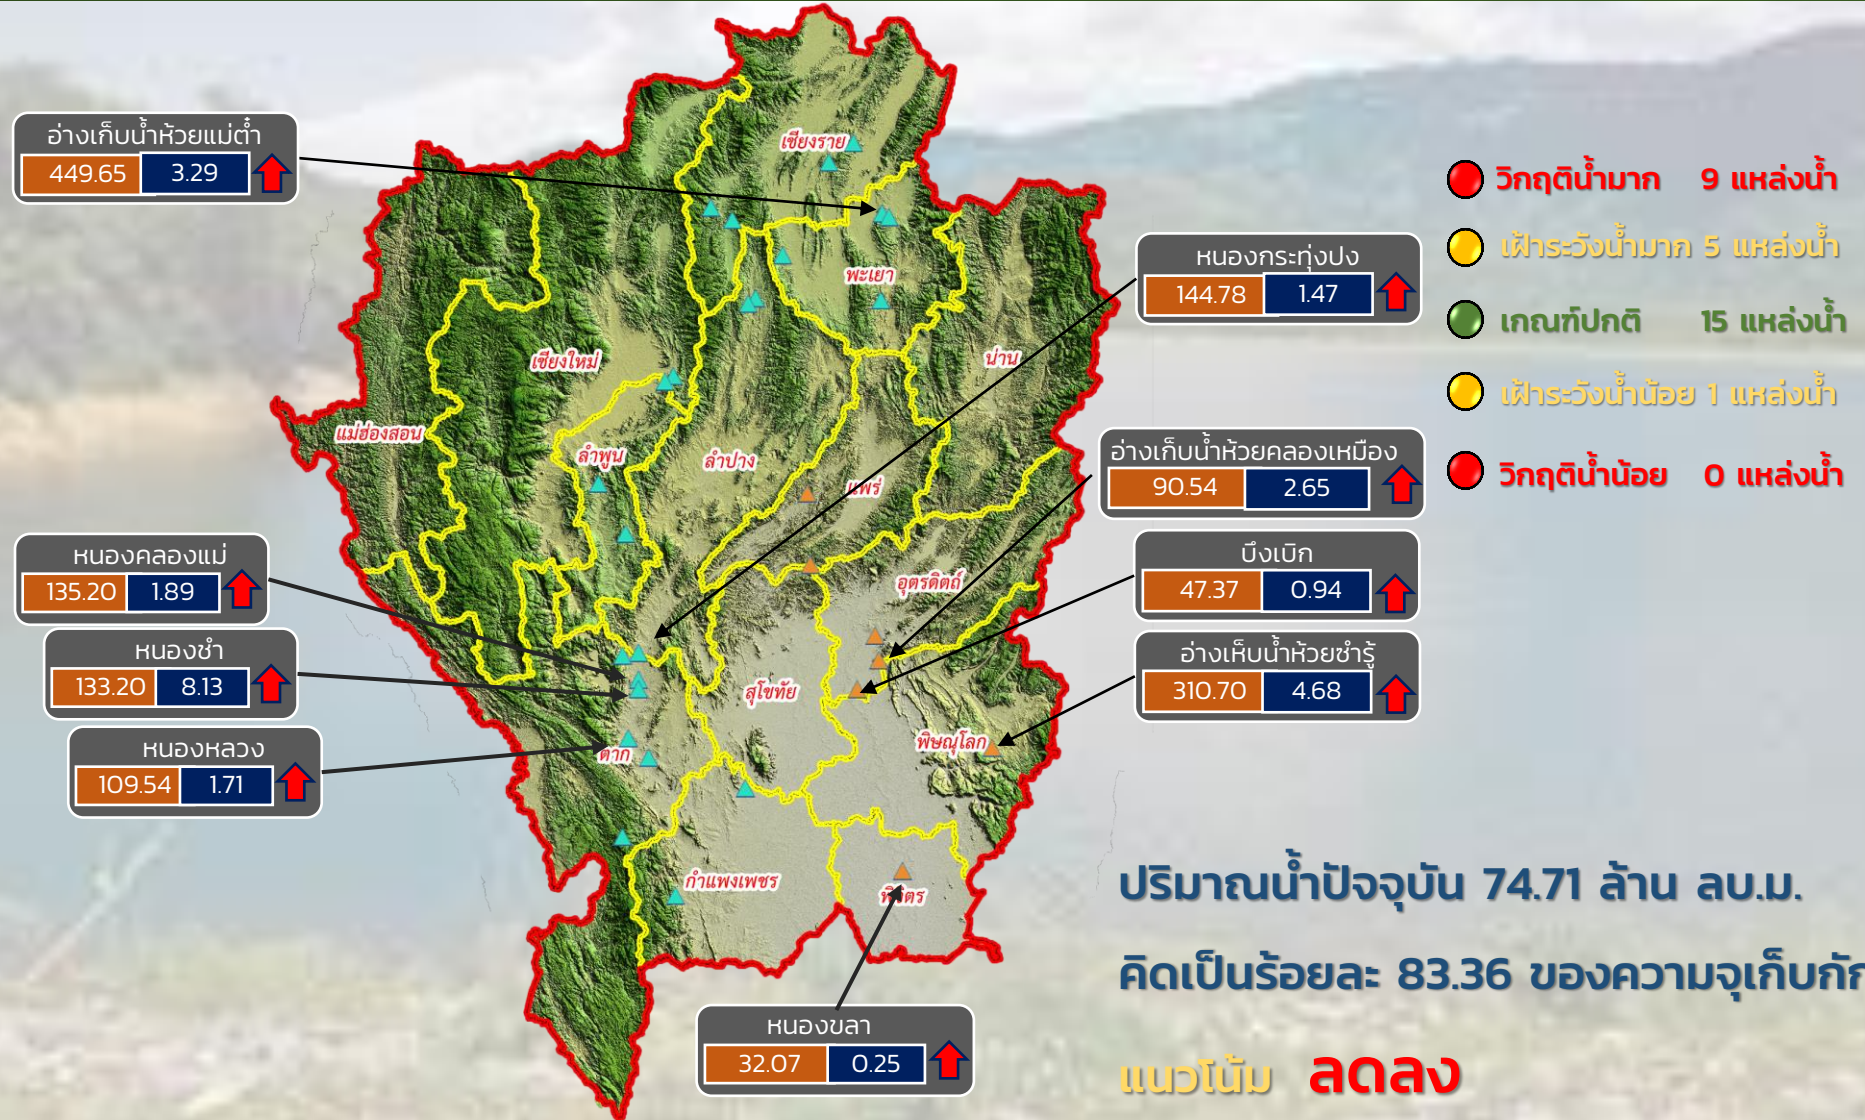 อ่างเก็บน้ำห้วยแม่ต๋ำ
449.65 3.29
เชียงราย
วิกฤติน้ำมาก 9 แหล่งน้ำ
เฝ้าระวังน้ำมาก 5 แหล่งน้ำ
เกณฑ์ปกติ 15 แหล่งน้ำ
เฝ้าระวังน้ำน้อย 1 แหล่งน้ำ
วิกฤติน้ำน้อย 0 แหล่งน้ำ
หนองกระทุ่งปง
144.78 1.47
พะเยา
น่าน
เชียงใหม่
แม่ฮ่องสอน
ลำพูน
ลำปาง
แพร่
อ่างเก็บน้ำห้วยคลองเหมือง
90.54 2.65
หนองคลองแม่
135.20 1.89
บึงเบิก
47.37 0.94
อุตรดิตถ์
หนองชำ
133.20 8.13
อ่างเห็บน้ำห้วยซำรู้
310.70 4.68
สุโขทัย
พิษณุโลก
ตาก
หนองหลวง
109.54 1.71
กำแพงเพชร
พิจิตร
ปริมาณน้ำปัจจุบัน 74.71 ล้าน ลบ.ม.
คิดเป็นร้อยละ 83.36 ของความจุเก็บกัก
แนวโน้ม ลดลง
หนองขลา
32.07 0.25